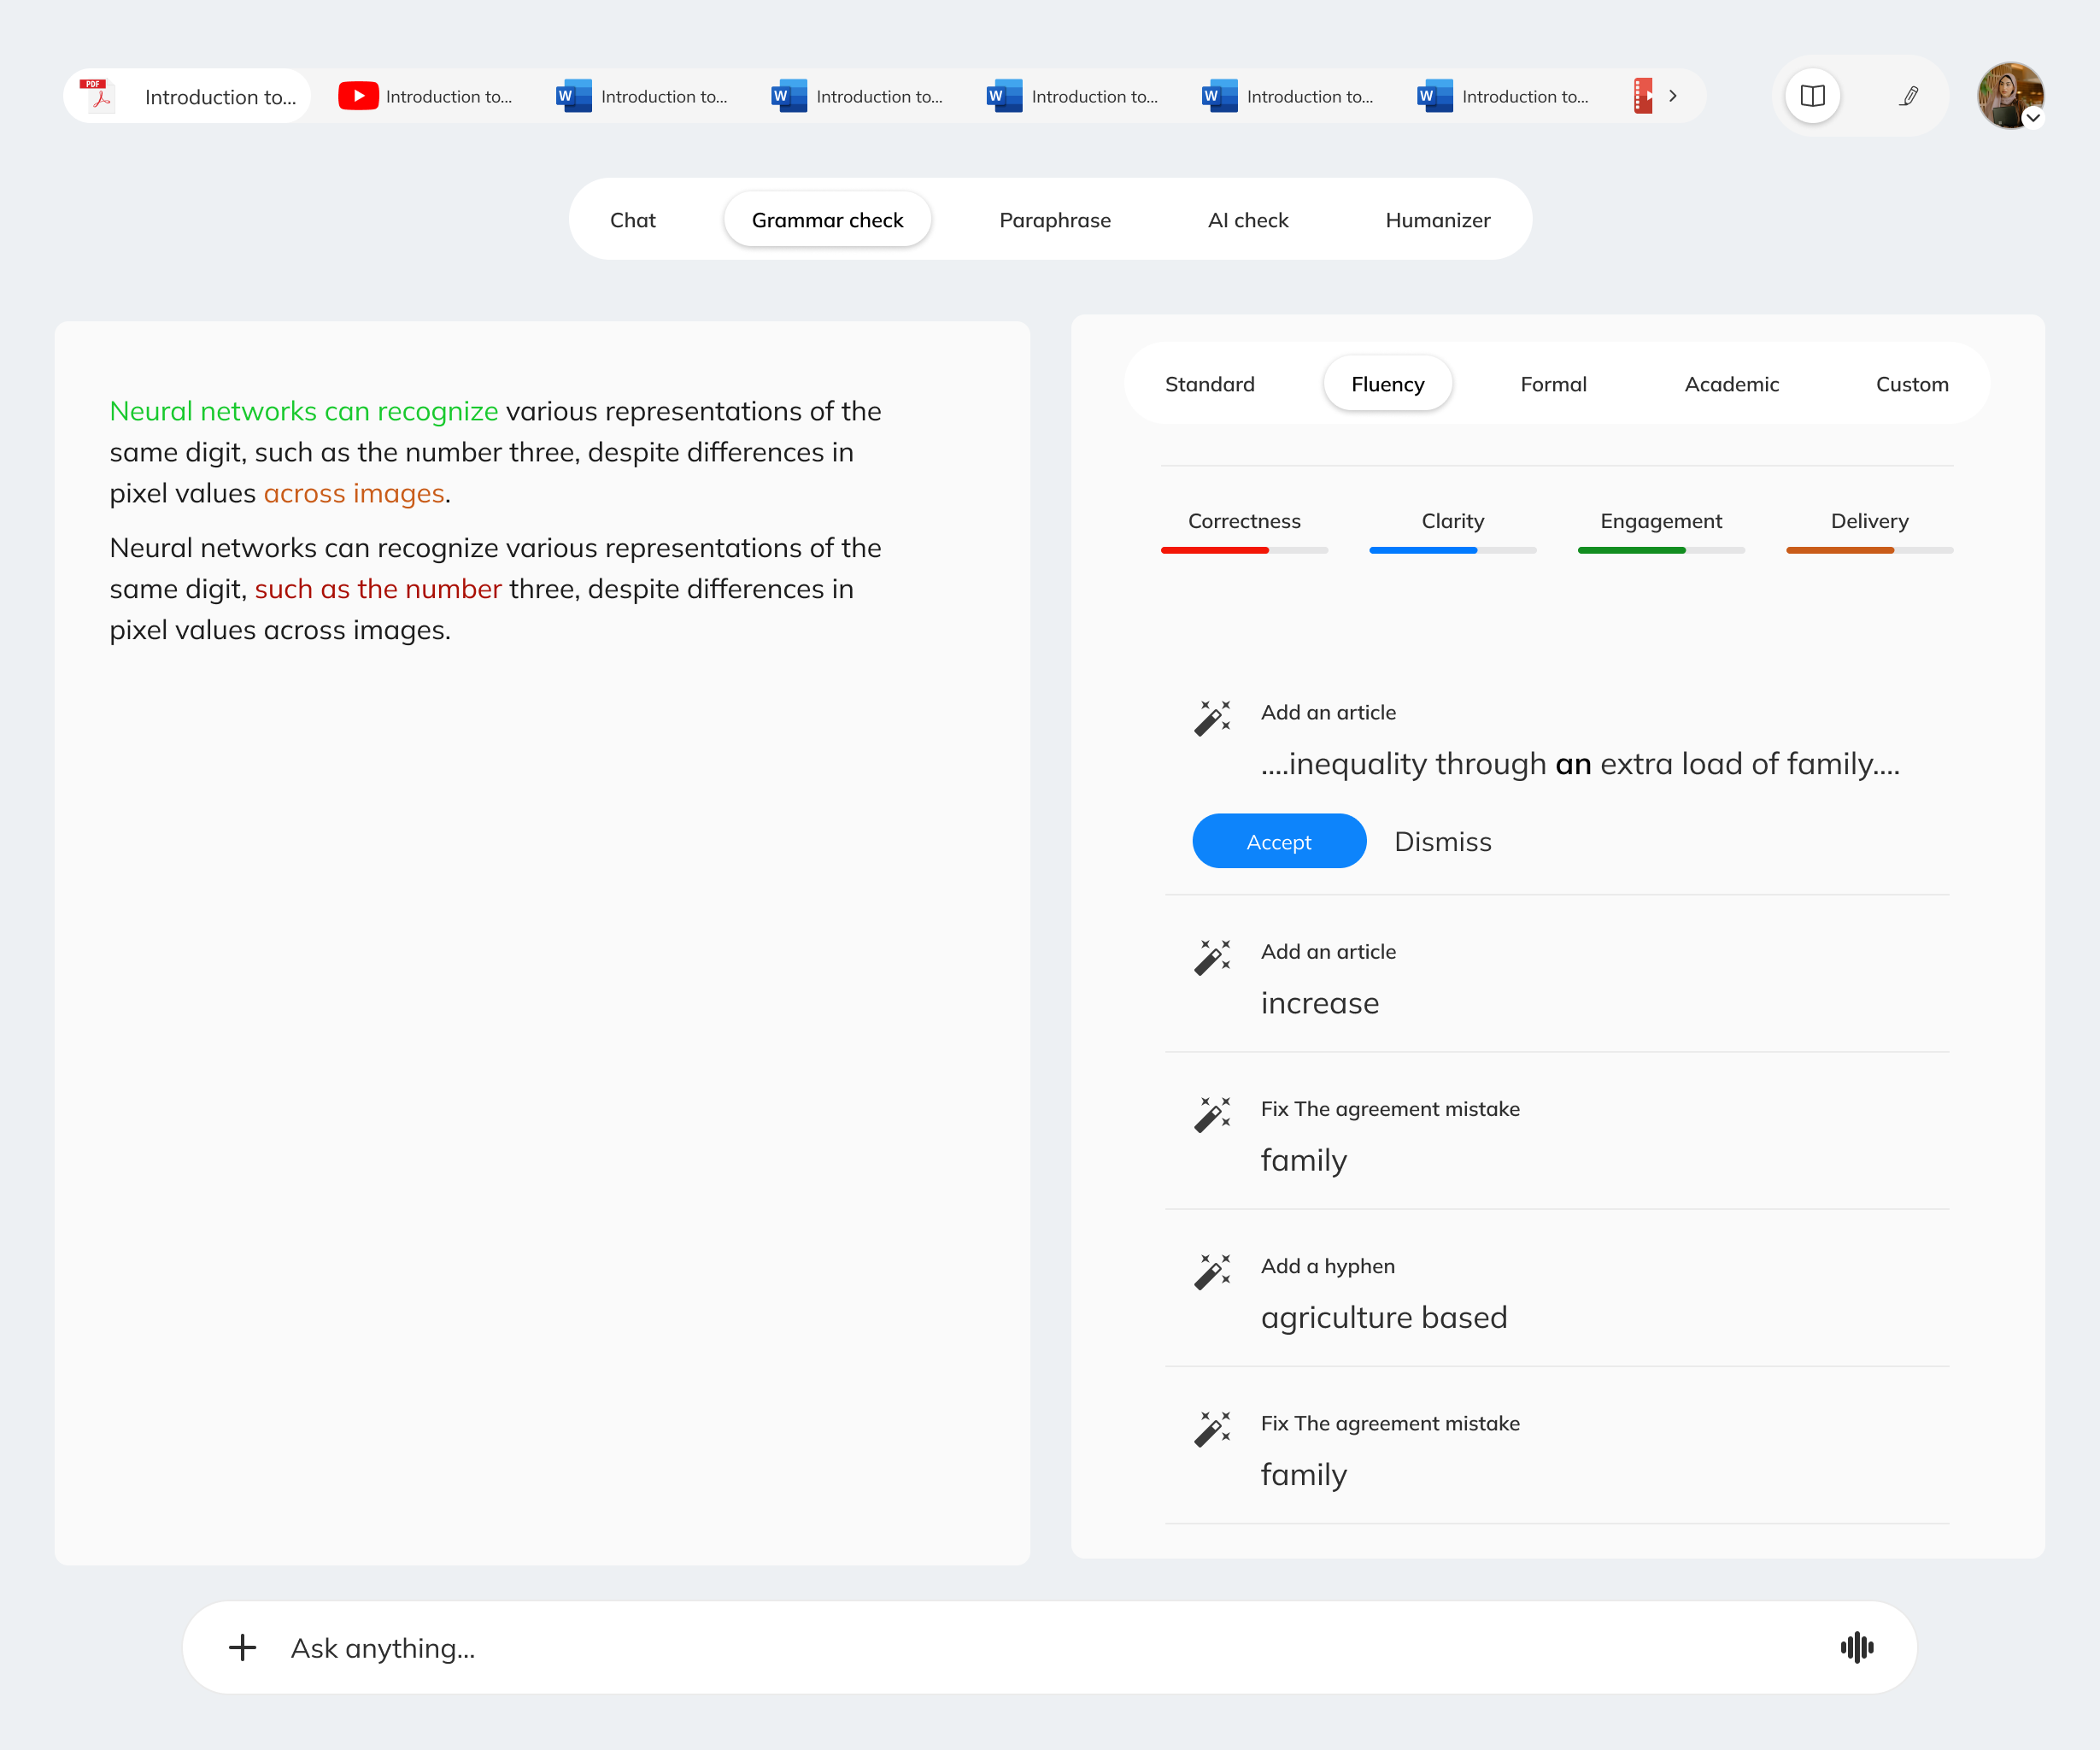 PDF
Introduction to...
Introduction to...
W
Introduction to...
W
Introduction to...
W
Introduction to...
W
Introduction to...
W
Introduction to...
Chat
Grammar check
Paraphrase
AI check
Humanizer
Neural networks can recognize various representations of the
same digit, such as the number three, despite differences in
pixel values across images.
Neural networks can recognize various representations of the
same digit, such as the number three, despite differences in
pixel values across images.
Standard
Fluency
Formal
Academic
Custom
Correctness
Clarity
Engagement
Delivery
Add an article
....inequality through an extra load of family....
Accept
Dismiss
Add an article
increase
Fix The agreement mistake
family
Add a hyphen
agriculture based
Fix The agreement mistake
family
Ask anything...